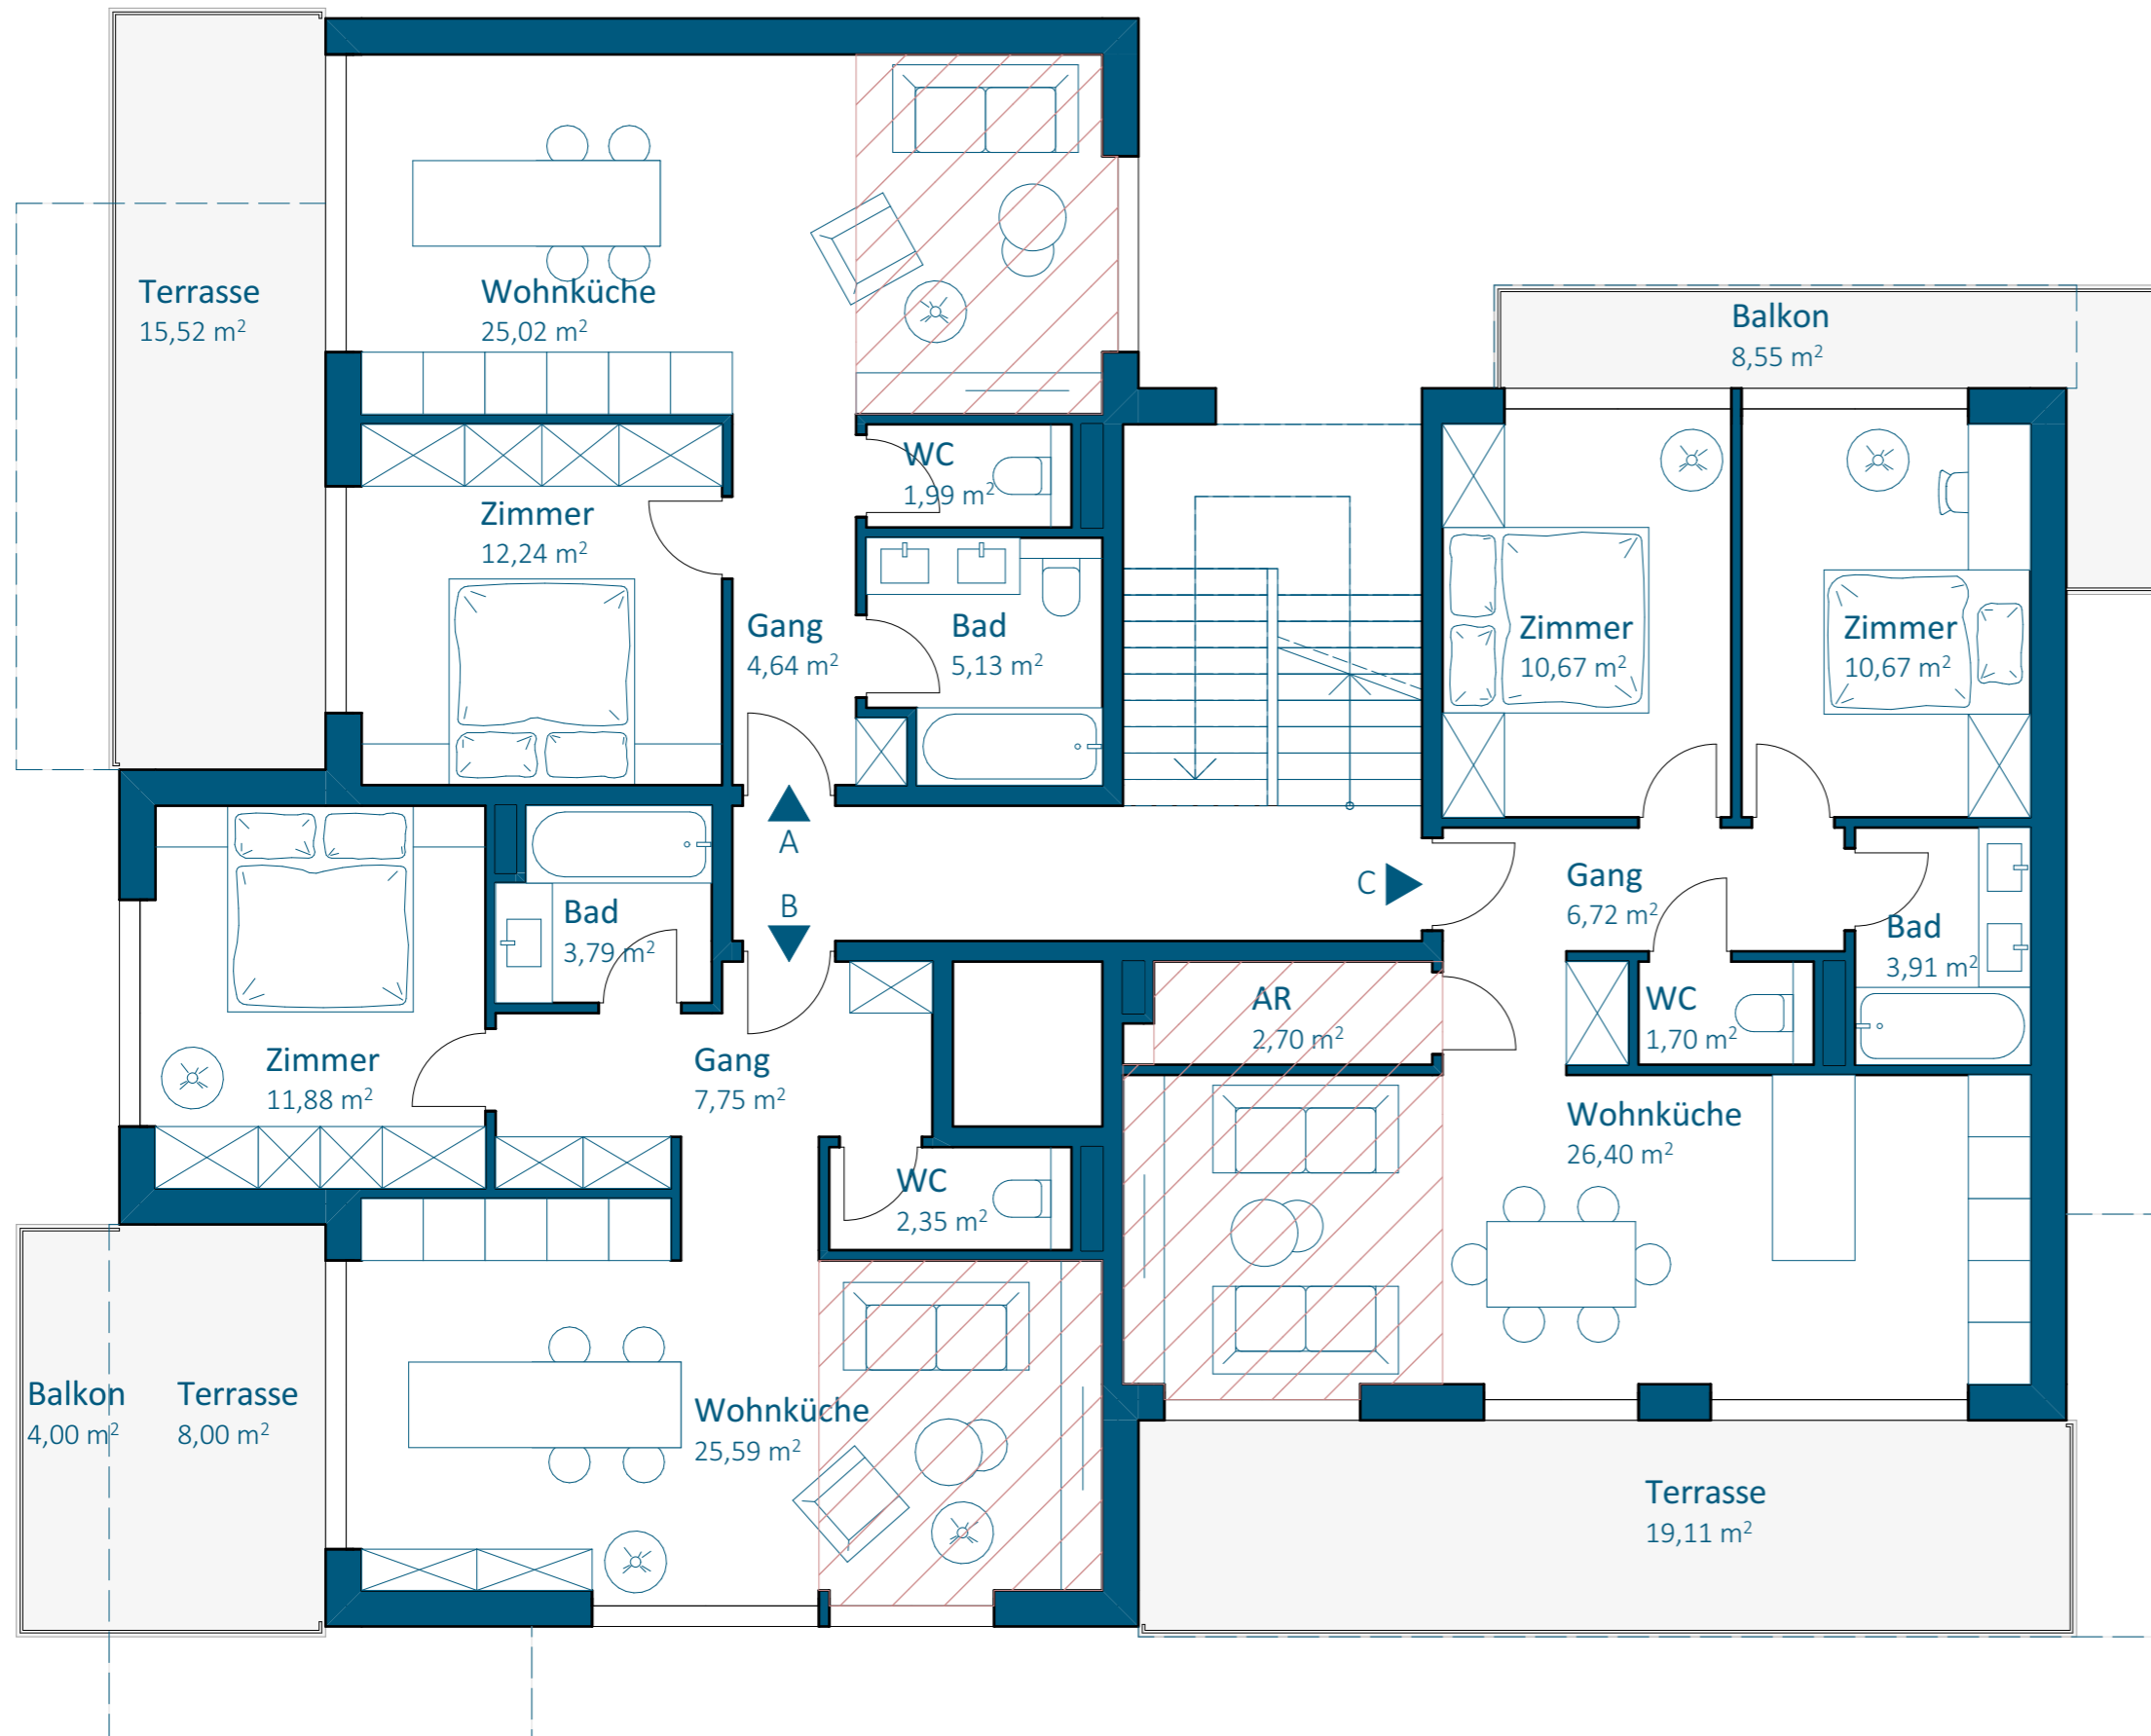 Terrasse
15,52 m²
Wohnküche
25,02 m²
Balkon
8,55 m²
WC
1,99 m²
Zimmer
12,24 m²
Gang
4,64 m²
Bad
5,13 m²
Zimmer
10,67 m²
Zimmer
10,67 m²
A
B
C
Bad
3,79 m²
Gang
6,72 m²
Bad
3,91 m²
Zimmer
11,88 m²
Gang
7,75 m²
AR
2,70 m²
WC
1,70 m²
Wohnküche
26,40 m²
WC
2,35 m²
Balkon
4,00 m²
Terrasse
8,00 m²
Wohnküche
25,59 m²
Terrasse
19,11 m²